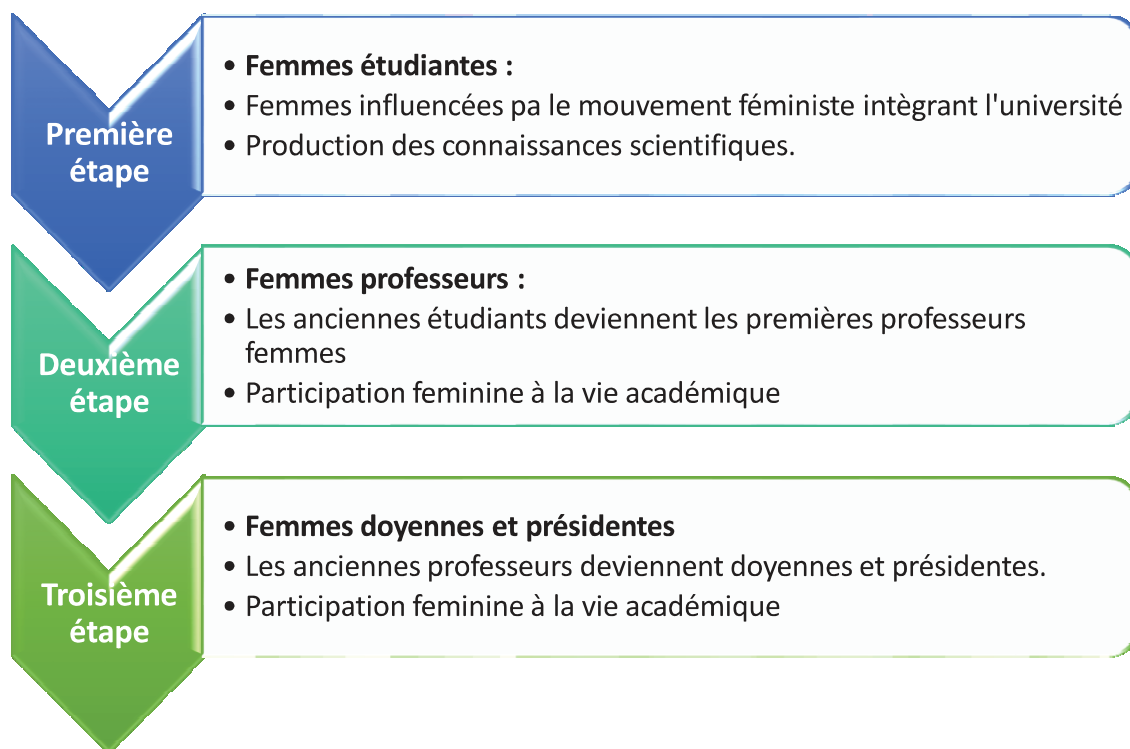 Première
étape
• Femmes étudiantes :
• Femmes influencées pa le mouvement féministe intègrant l'université
• Production des connaissances scientifiques.
Deuxième
étape
• Femmes professeurs :
• Les anciennes étudiants deviennent les premières professeurs
femmes
• Participation feminine à la vie académique
Troisième
étape
• Femmes doyennes et présidentes
• Les anciennes professeurs deviennent doyennes et présidentes.
• Participation feminine à la vie académique